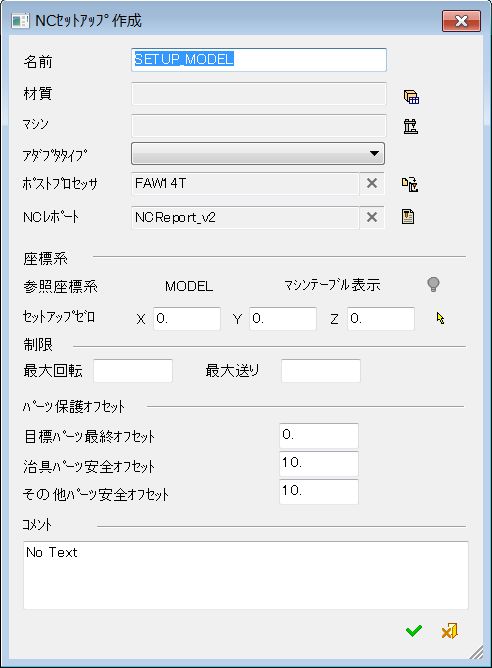 NCｾｯﾄｱｯﾌﾟ作成
名前 SETUP_MODEL
材質
マシン
ｱﾀﾞﾌﾟﾀﾀｲﾌﾟ
ﾎﾟｽﾄﾌﾟﾛｾｯｻ FAW14T
NCﾚﾎﾟｰﾄ NCReport_v2
座標系
参照座標系 MODEL マシンテーブル表示
ｾｯﾄｱｯﾌﾟｾﾞﾛ X 0. Y 0. Z 0.
制限
最大回転 最大送り
ﾊﾟｰﾂ保護ｵﾌｾｯﾄ
目標ﾊﾟｰﾂ最終ｵﾌｾｯﾄ 0.
治具ﾊﾟｰﾂ安全ｵﾌｾｯﾄ 10.
その他ﾊﾟｰﾂ安全ｵﾌｾｯﾄ 10.
ｺﾒﾝﾄ
No Text